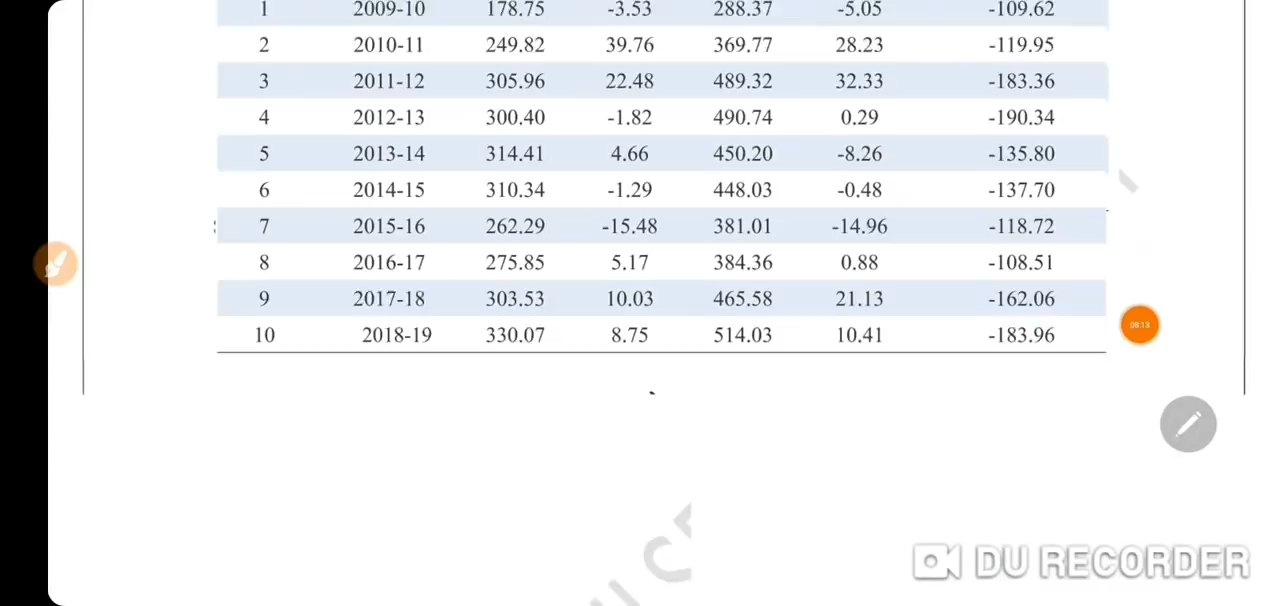 1 2009-10 178.75 -3.53 288.37 -5.05 -109.62
2 2010-11 249.82 39.76 369.77 28.23 -119.95
3 2011-12 305.96 22.48 489.32 32.33 -183.36
4 2012-13 300.40 -1.82 490.74 0.29 -190.34
5 2013-14 314.41 4.66 450.20 -8.26 -135.80
6 2014-15 310.34 -1.29 448.03 -0.48 -137.70
7 2015-16 262.29 -15.48 381.01 -14.96 -118.72
8 2016-17 275.85 5.17 384.36 0.88 -108.51
9 2017-18 303.53 10.03 465.58 21.13 -162.06
10 2018-19 330.07 8.75 514.03 10.41 -183.96
08:13
DU RECORDER